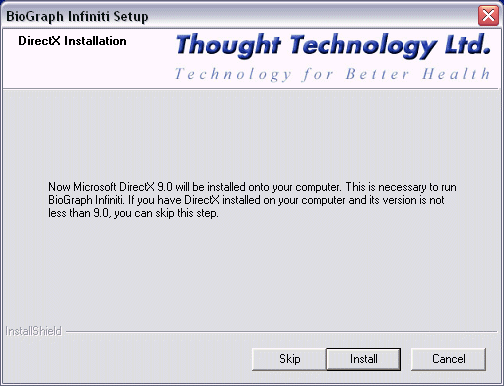 BioGraph Infiniti Setup
DirectX Installation
Thought Technology Ltd.
Technology for Better Health
Now Microsoft DirectX 9.0 will be installed onto your computer. This is necessary to run
BioGraph Infiniti. If you have DirectX installed on your computer and its version is not
less than 9.0, you can skip this step.
InstallShield
Skip Install Cancel